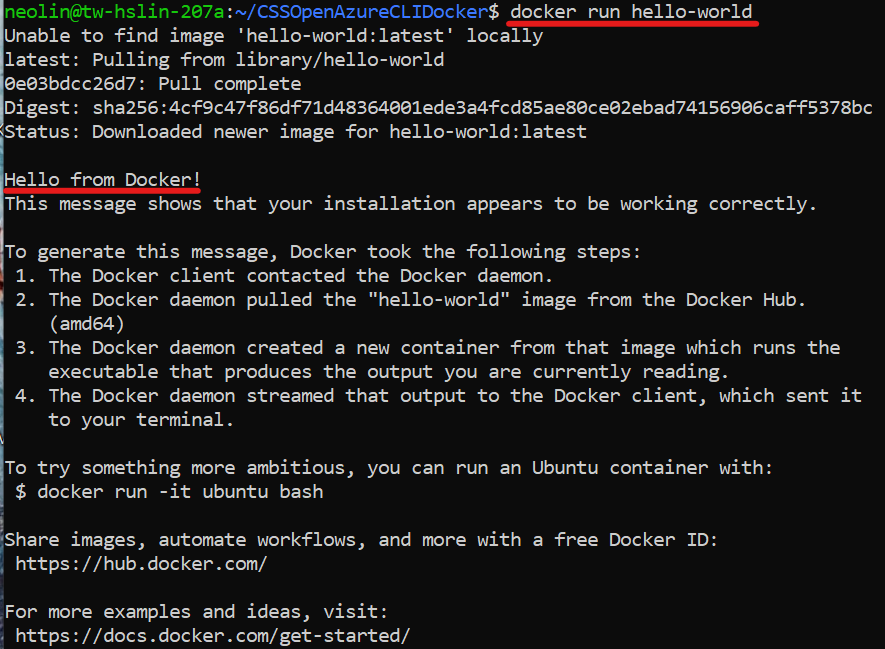 neolin@tw-hslin-207a:~/CSSOpenAzureCLIDocker$ docker run hello-world
Unable to find image 'hello-world:latest' locally
latest: Pulling from library/hello-world
0e03bdcc26d7: Pull complete
Digest: sha256:4cf9c47f86df71d48364001ede3a4fcd85ae80ce02ebad74156906caff5378bc
Status: Downloaded newer image for hello-world:latest
Hello from Docker!
This message shows that your installation appears to be working correctly.
To generate this message, Docker took the following steps:
1. The Docker client contacted the Docker daemon.
2. The Docker daemon pulled the "hello-world" image from the Docker Hub.
(amd64)
3. The Docker daemon created a new container from that image which runs the
executable that produces the output you are currently reading.
4. The Docker daemon streamed that output to the Docker client, which sent it
to your terminal.
To try something more ambitious, you can run an Ubuntu container with:
$ docker run -it ubuntu bash
Share images, automate workflows, and more with a free Docker ID:
https://hub.docker.com/
For more examples and ideas, visit:
https://docs.docker.com/get-started/